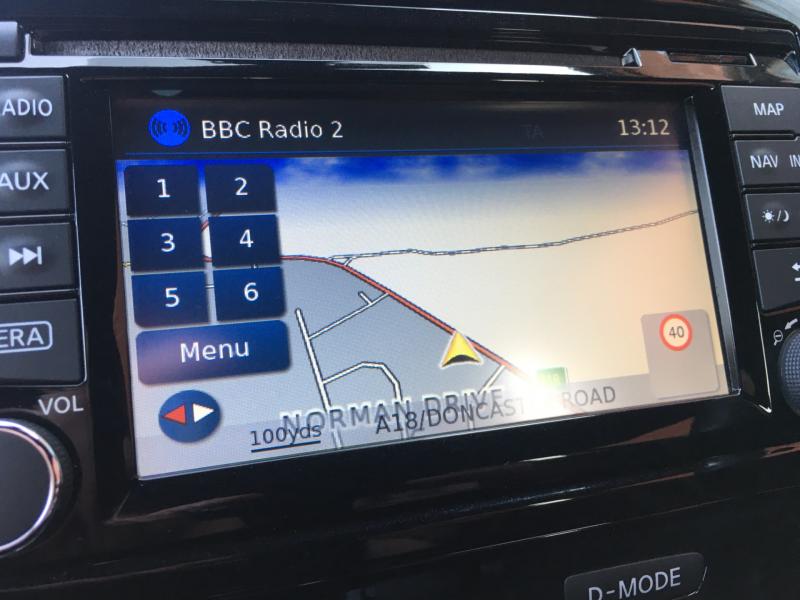 RADIO
AUX
ERA
VOL
BBC Radio 2
TA
13:12
1
2
3
4
5
6
Menu
40
NORMAN DRIVE
100yds
A18/DONCAST ROAD
MAP
NAV
D-MODE